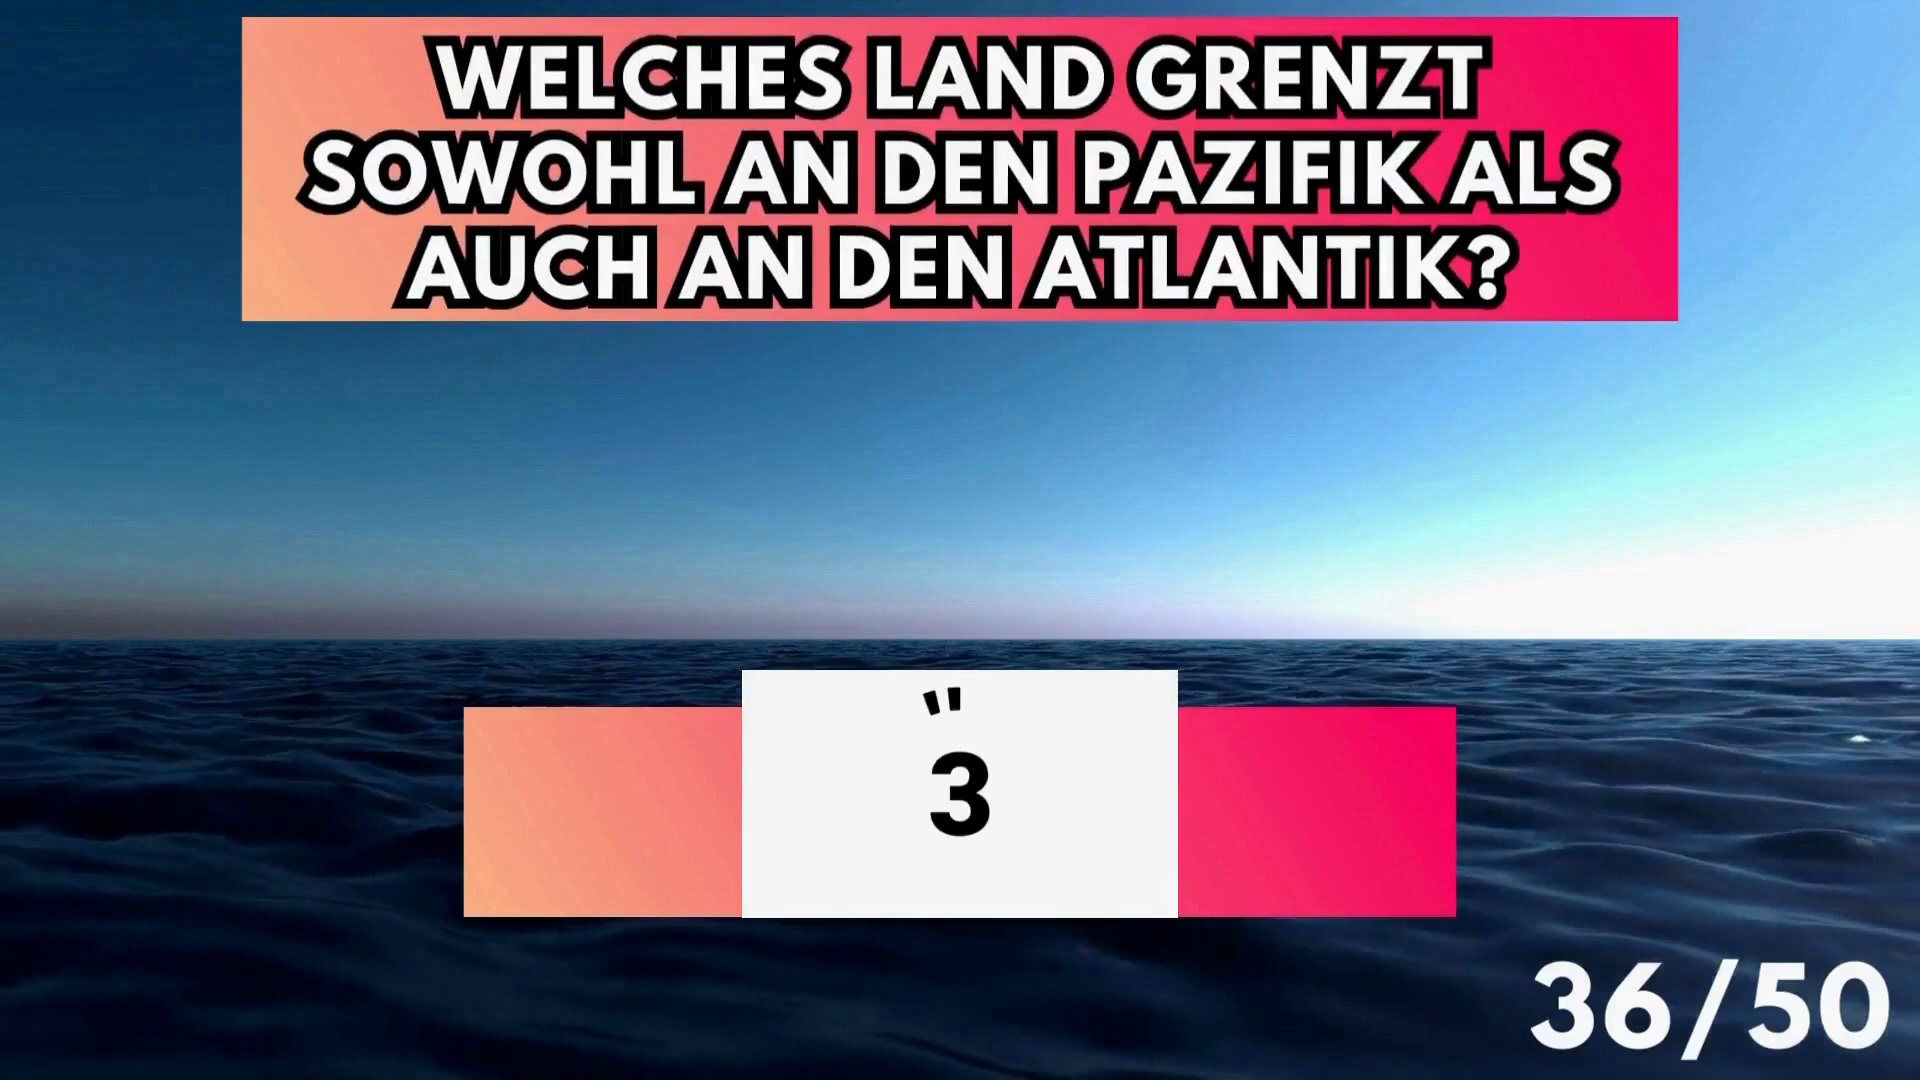 WELCHES LAND GRENZT
SOWOHL AN DEN PAZIFIK ALS
AUCH AN DEN ATLANTIK?
3
36/50